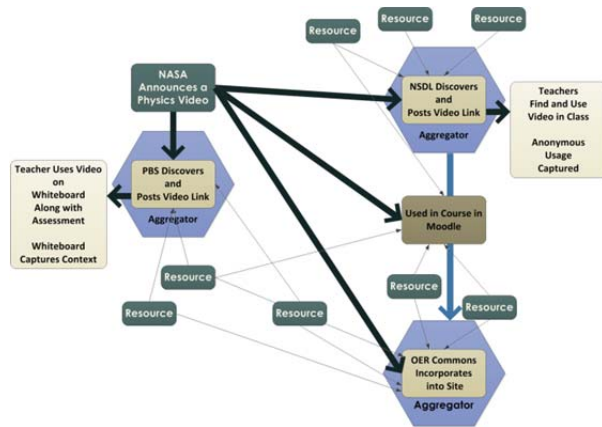 Resource
Resource
Resource
NASA
Announces a
Physics Video
NSDL Discovers
and
Posts Video Link
Aggregator
Teachers
Find and Use
Video in Class
Anonymous
Usage
Captured
PBS Discovers
and
Posts Video Link
Aggregator
Teacher Uses Video
on
Whiteboard
Along with
Assessment
Whiteboard
Captures Context
Used in Course in
Moodle
Resource
Resource
Resource
Resource
Resource
OER Commons
Incorporates
into Site
Aggregator